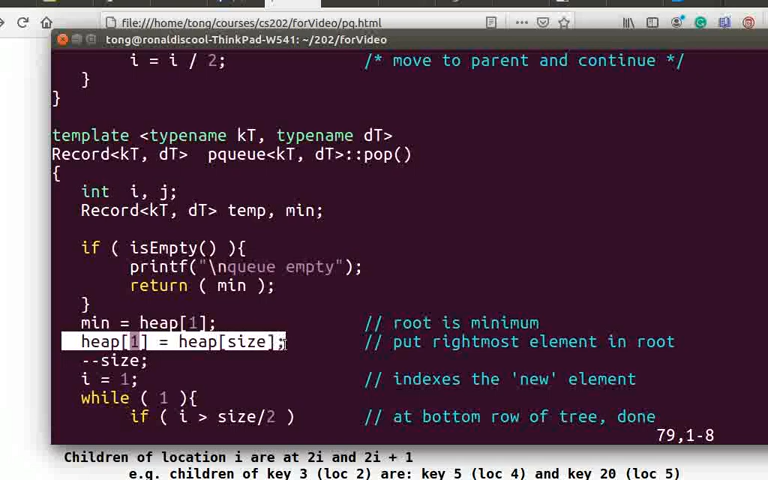 file:///home/tong/courses/cs202/forVideo/pq.html
tong@ronaldiscool-ThinkPad-W541: ~/202/forVideo
i = i / 2; /* move to parent and continue */
}
}
template <typename kT, typename dT>
Record<kT, dT> pqueue<kT, dT>::pop()
{
int i, j;
Record<kT, dT> temp, min;
if ( isEmpty() ){
printf("\nqueue empty");
return ( min );
}
min = heap[1]; // root is minimum
heap[1] = heap[size]; // put rightmost element in root
--size;
i = 1; // indexes the 'new' element
while ( 1 ){
if ( i > size/2 ) // at bottom row of tree, done
79,1-8
Children of location i are at 2i and 2i + 1
e.g. children of key 3 (loc 2) are: key 5 (loc 4) and key 20 (loc 5)